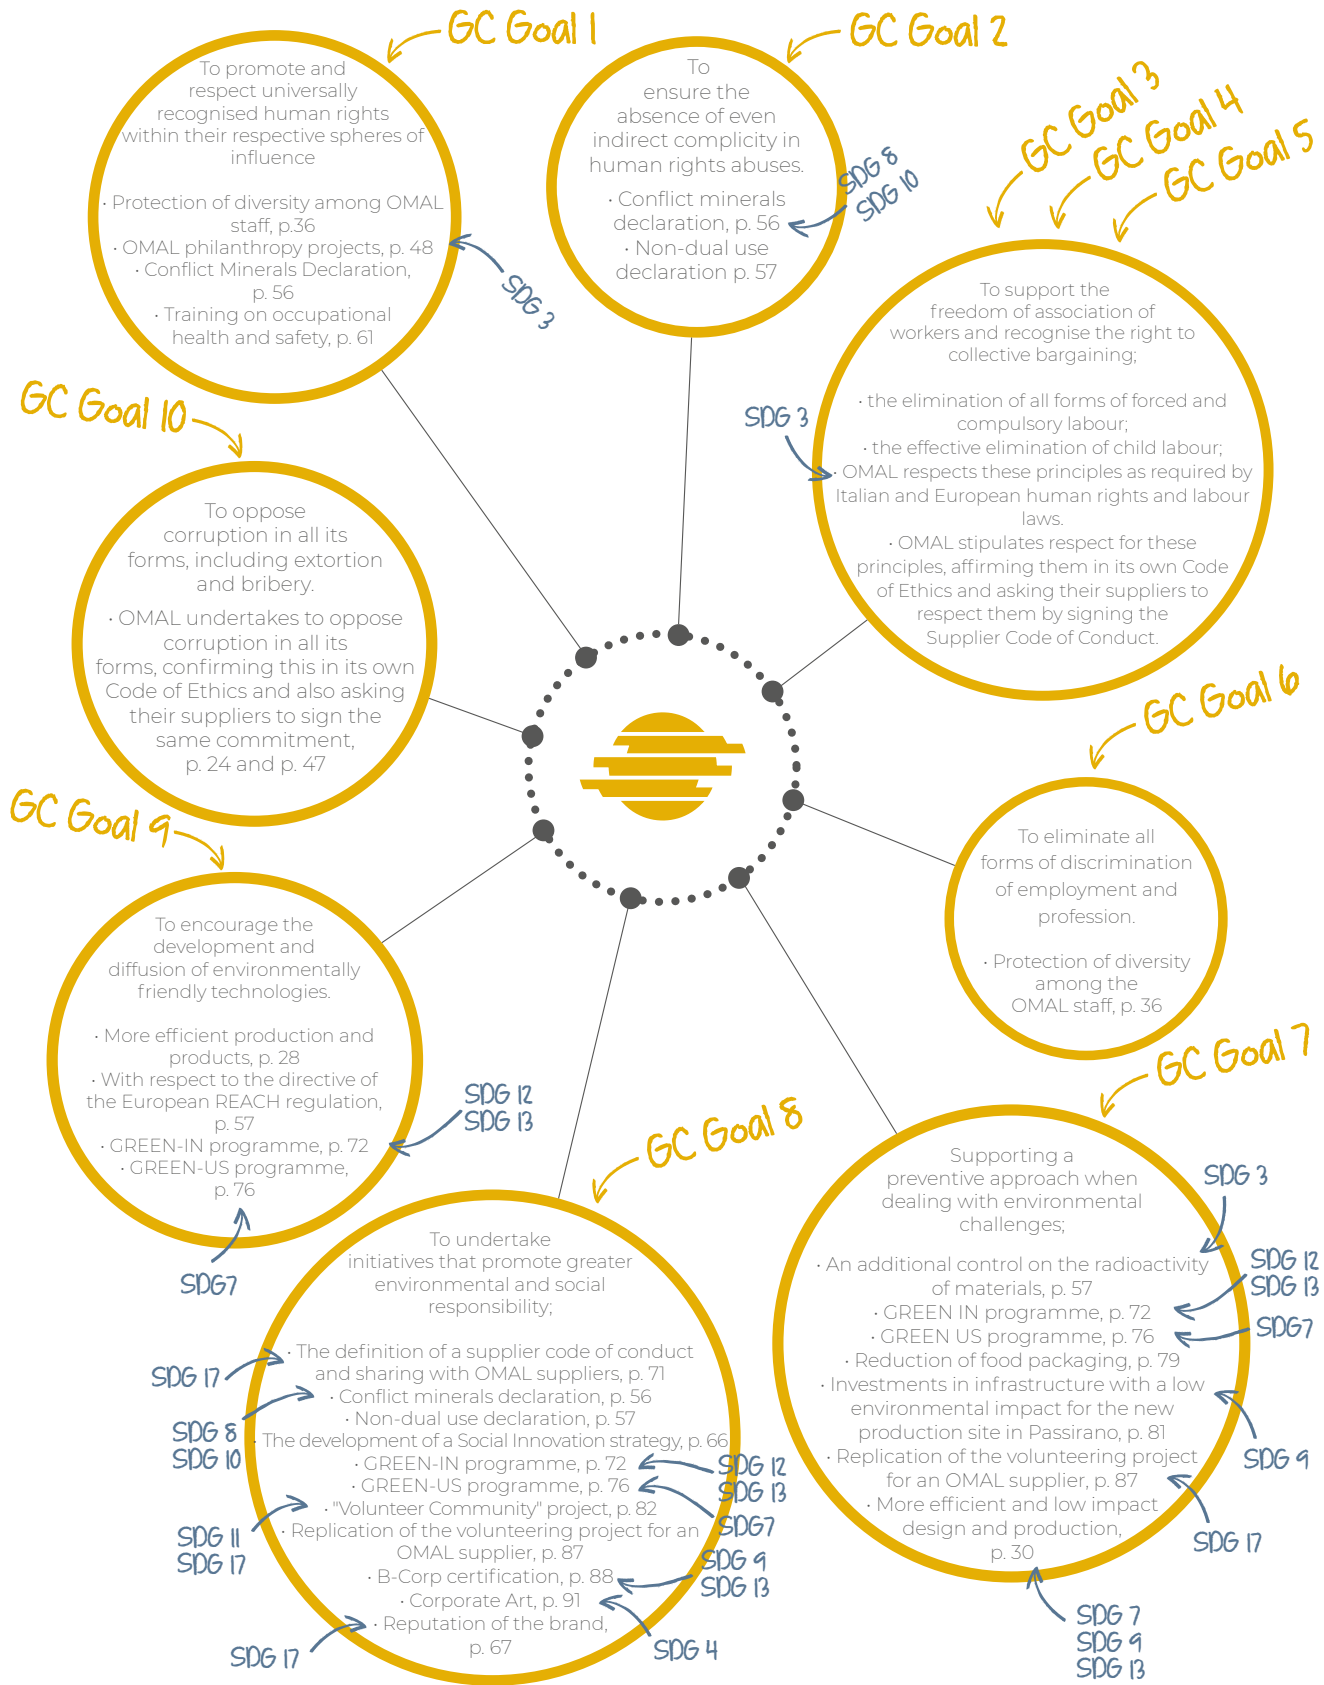 GC Goal 1
To promote and
respect universally
recognised human rights
within their respective spheres of
influence
· Protection of diversity among OMAL
staff, p.36
· OMAL philanthropy projects, p. 48
· Conflict Minerals Declaration,
p. 56
· Training on occupational
health and safety, p. 61
SDG 3
GC Goal 2
To
ensure the
absence of even
indirect complicity in
human rights abuses.
· Conflict minerals
declaration, p. 56
· Non-dual use
declaration p. 57
SDG 8
SDG 10
GC Goal 3
GC Goal 4
GC Goal 5
To support the
freedom of association of
workers and recognise the right to
collective bargaining;
· the elimination of all forms of forced and
compulsory labour;
· the effective elimination of child labour;
· OMAL respects these principles as required by
Italian and European human rights and labour
laws.
· OMAL stipulates respect for these
principles, affirming them in its own Code
of Ethics and asking their suppliers to
respect them by signing the
Supplier Code of Conduct.
SDG 3
GC Goal 10
To oppose
corruption in all its
forms, including extortion
and bribery.
· OMAL undertakes to oppose
corruption in all its
forms, confirming this in its own
Code of Ethics and also asking
their suppliers to sign the
same commitment,
p. 24 and p. 47
GC Goal 6
To eliminate all
forms of discrimination
of employment and
profession.
· Protection of diversity
among the
OMAL staff, p. 36
GC Goal 9
To encourage the
development and
diffusion of environmentally
friendly technologies.
· More efficient production and
products, p. 28
· With respect to the directive of
the European REACH regulation,
p. 57
· GREEN-IN programme, p. 72
· GREEN-US programme,
p. 76
SDG 12
SDG 13
SDG7
GC Goal 8
To undertake
initiatives that promote greater
environmental and social
responsibility;
· The definition of a supplier code of conduct
and sharing with OMAL suppliers, p. 71
· Conflict minerals declaration, p. 56
· Non-dual use declaration, p. 57
· The development of a Social Innovation strategy, p. 66
· GREEN-IN programme, p. 72
· GREEN-US programme, p. 76
· "Volunteer Community" project, p. 82
· Replication of the volunteering project for an
OMAL supplier, p. 87
· B-Corp certification, p. 88
· Corporate Art, p. 91
· Reputation of the brand,
p. 67
SDG 17
SDG 8
SDG 10
SDG 12
SDG 13
SDG7
SDG 11
SDG 17
SDG 9
SDG 13
SDG 4
SDG 17
GC Goal 7
Supporting a
preventive approach when
dealing with environmental
challenges;
· An additional control on the radioactivity
of materials, p. 57
· GREEN IN programme, p. 72
· GREEN US programme, p. 76
· Reduction of food packaging, p. 79
· Investments in infrastructure with a low
environmental impact for the new
production site in Passirano, p. 81
· Replication of the volunteering project
for an OMAL supplier, p. 87
· More efficient and low impact
design and production,
p. 30
SDG 3
SDG 12
SDG 13
SDG7
SDG 9
SDG 17
SDG 7
SDG 9
SDG 13